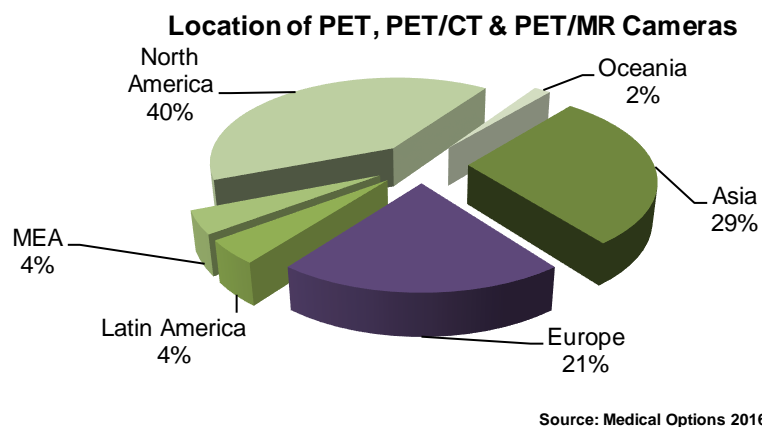 Location of PET, PET/CT & PET/MR Cameras
North
America
40%
Oceania
2%
Asia
29%
MEA
4%
Latin America
4%
Europe
21%
Source: Medical Options 2016